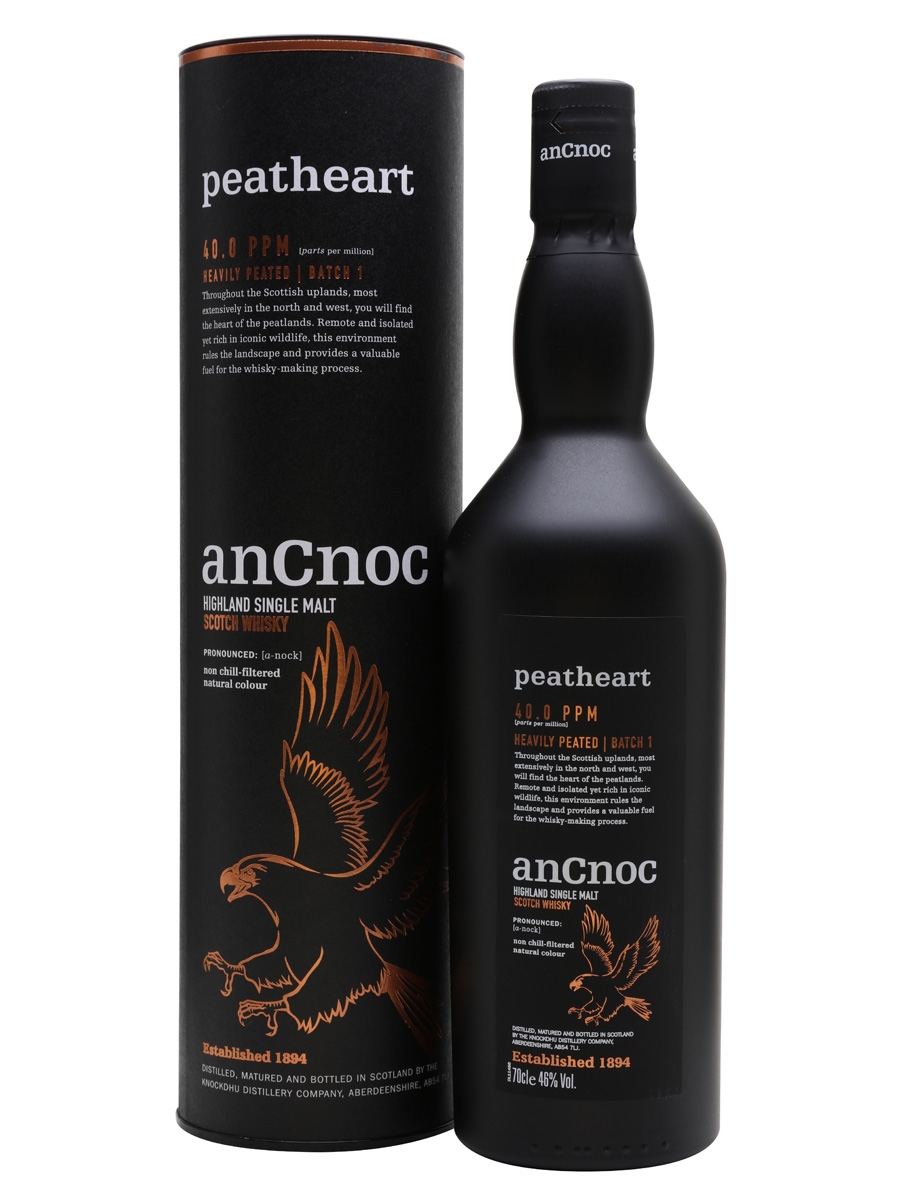 peatheart
40.0 PPM [parts per million]
HEAVILY PEATED | BATCH 1
Throughout the Scottish uplands, most
extensively in the north and west, you will find
the heart of the peatlands. Remote and isolated
yet rich in iconic wildlife, this environment
rules the landscape and provides a valuable
fuel for the whisky-making process.
anCnoc
HIGHLAND SINGLE MALT
SCOTCH WHISKY
PRONOUNCED: [a-nock]
non chill-filtered
natural colour
Established 1894
DISTILLED, MATURED AND BOTTLED IN SCOTLAND BY THE
KNOCKDHU DISTILLERY COMPANY, ABERDEENSHIRE, AB54 7LJ
anCnoc
peatheart
40.0 PPM
[parts per million]
HEAVILY PEATED | BATCH 1
Throughout the Scottish uplands, most
extensively in the north and west, you
will find the heart of the peatlands.
Remote and isolated yet rich in iconic
wildlife, this environment rules the
landscape and provides a valuable fuel
for the whisky-making process.
anCnoc
HIGHLAND SINGLE MALT
SCOTCH WHISKY
PRONOUNCED:
[a-nock]
non chill-filtered
natural colour
DISTILLED, MATURED AND BOTTLED IN SCOTLAND
BY THE KNOCKDHU DISTILLERY COMPANY,
ABERDEENSHIRE, AB54 7LJ.
Established 1894
70cle 46% Vol.